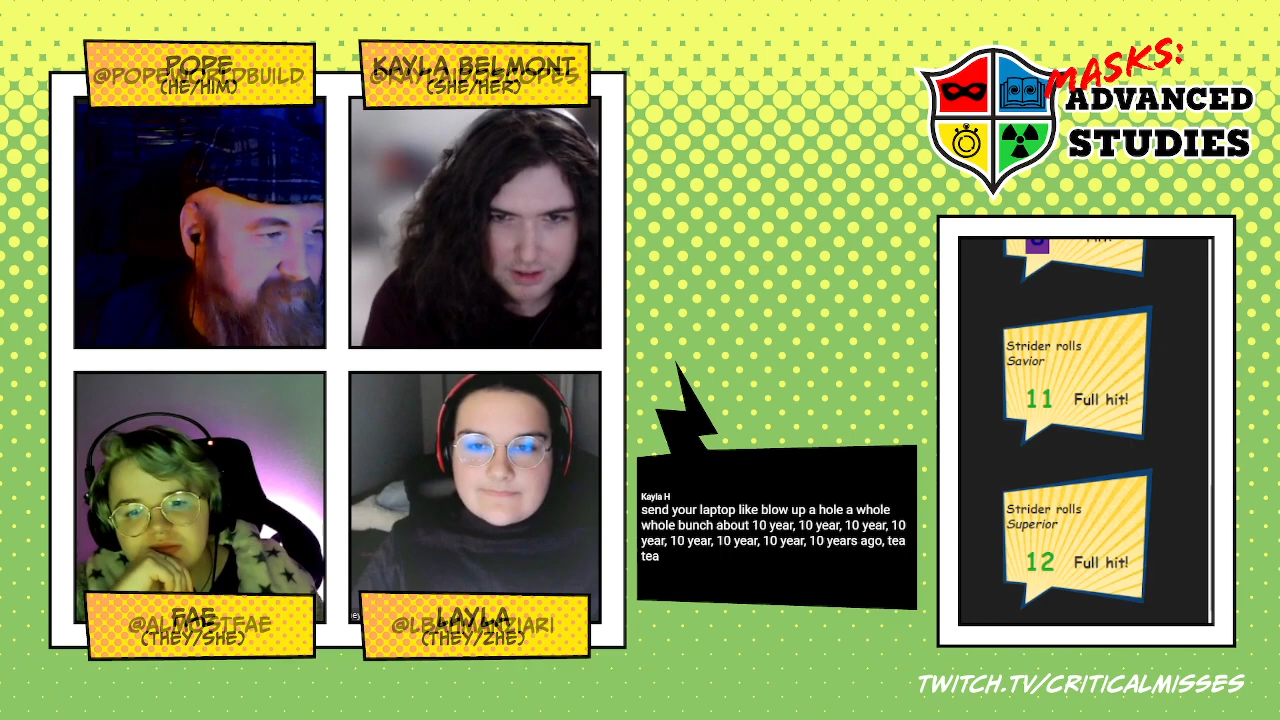 POPE
@POPEWORLDBUILD
(HE/HIM)
KAYLA BELMONT
(SHE/HER)
MASKS:
ADVANCED
STUDIES
Strider rolls
Savior
11 Full hit!
Kayla H
send your laptop like blow up a hole a whole
whole bunch about 10 year, 10 year, 10 year, 10
year, 10 year, 10 year, 10 year, 10 years ago, tea
tea
Strider rolls
Superior
12 Full hit!
FAE
(THEY/SHE)
LAYLA
(THEY/ZHE)
TWITCH.TV/CRITICALMISSES